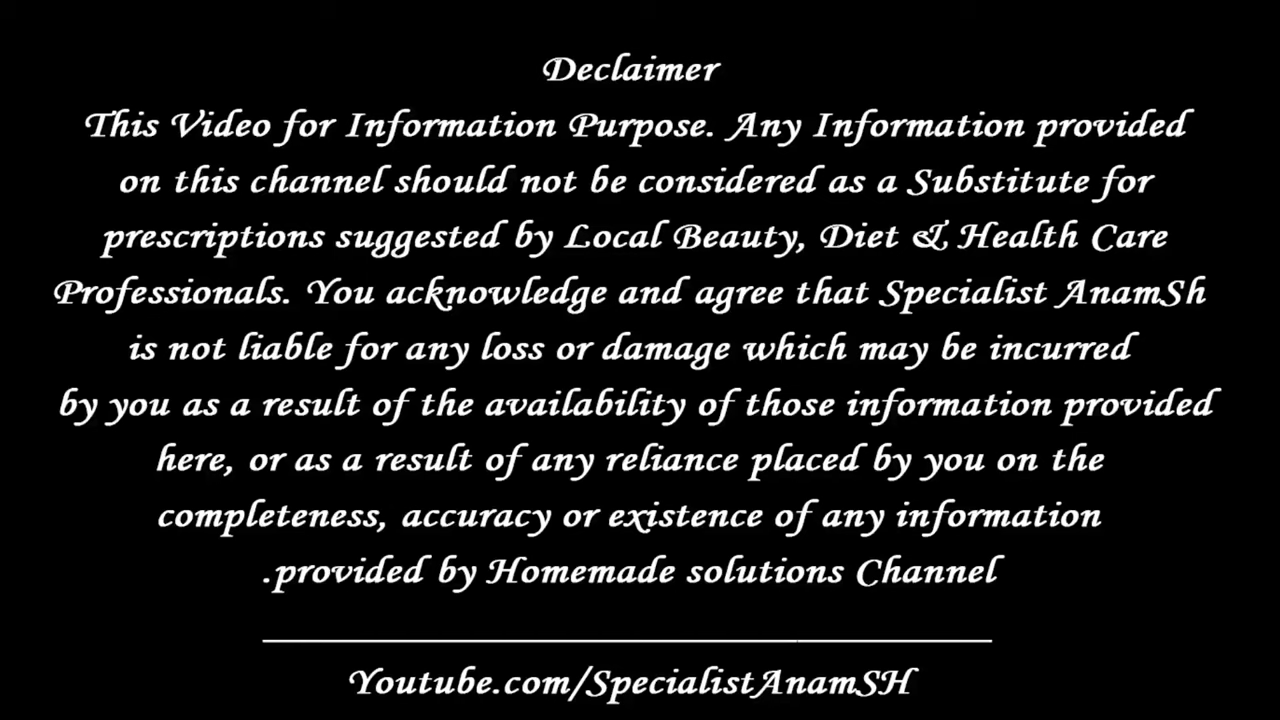 Declaimer
This Video for Information Purpose. Any Information provided
on this channel should not be considered as a Substitute for
prescriptions suggested by Local Beauty, Diet & Health Care
Professionals. You acknowledge and agree that Specialist AnamSh
is not liable for any loss or damage which may be incurred
by you as a result of the availability of those information provided
here, or as a result of any reliance placed by you on the
completeness, accuracy or existence of any information
.provided by Homemade solutions Channel
Youtube.com/SpecialistAnamSH